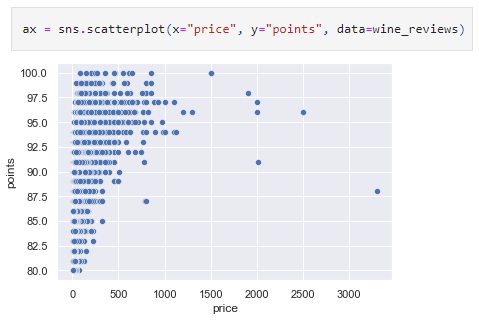 ax = sns.scatterplot(x="price", y="points", data=wine_reviews)
100.0
97.5
95.0
92.5
90.0
87.5
85.0
82.5
80.0
points
0 500 1000 1500 2000 2500 3000
price